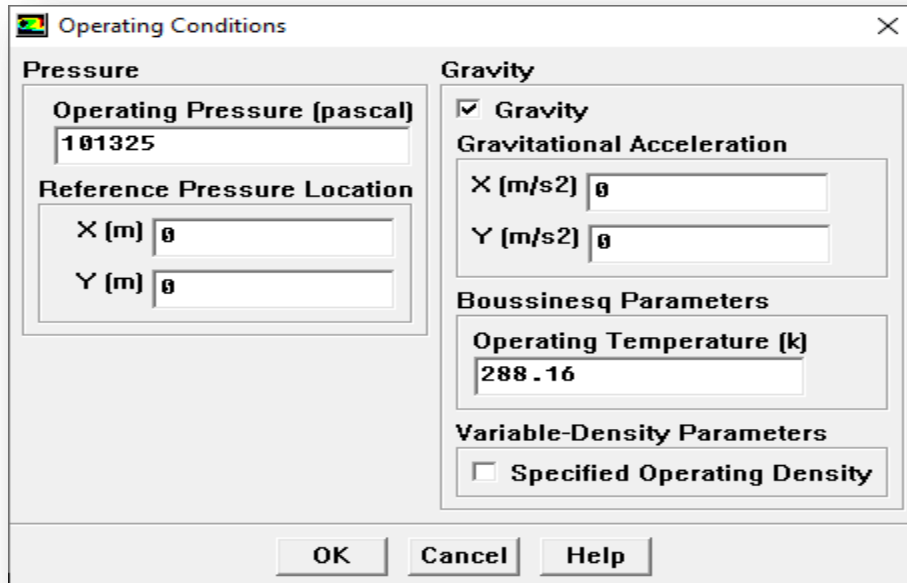 Operating Conditions
Pressure
Operating Pressure (pascal)
101325
Reference Pressure Location
X (m) 0
Y (m) 0
Gravity
Gravity
Gravitational Acceleration
X (m/s2) 0
Y (m/s2) 0
Boussinesq Parameters
Operating Temperature (k)
288.16
Variable-Density Parameters
Specified Operating Density
OK Cancel Help